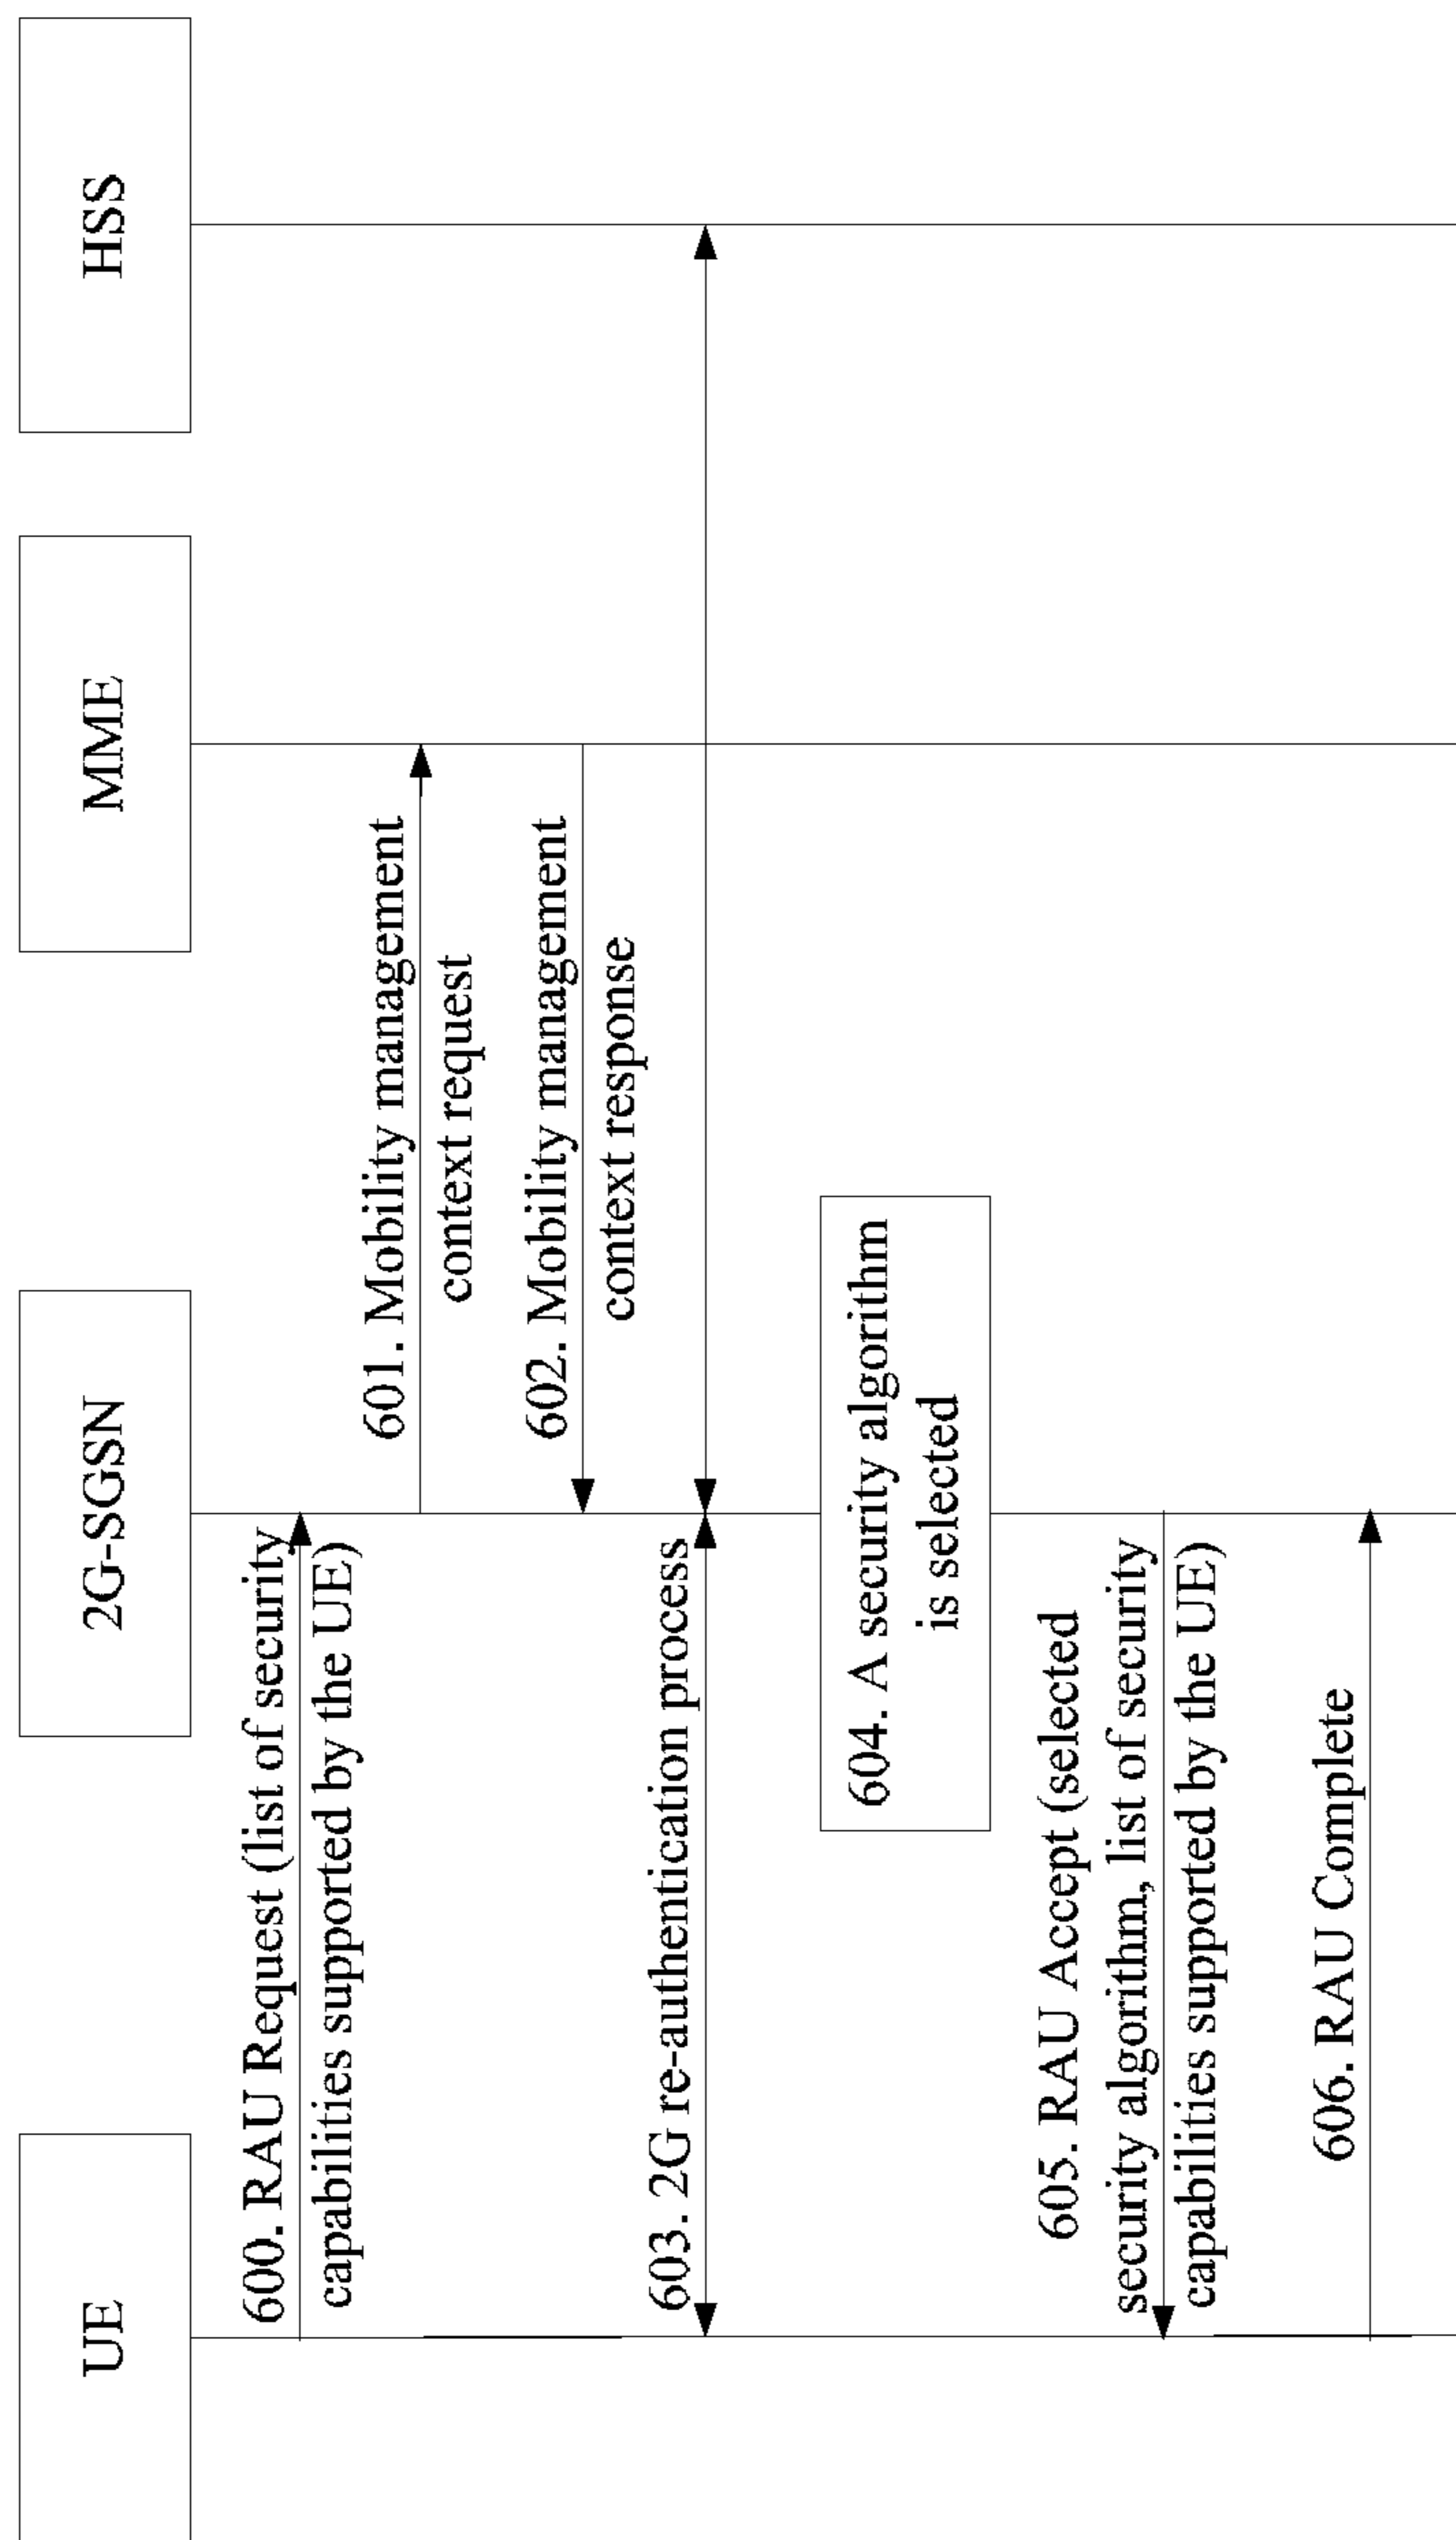 UE
2G-SGSN
MME
HSS
600. RAU Request (list of security
capabilities supported by the UE)
601. Mobility management
context request
602. Mobility management
context response
603. 2G re-authentication process
604. A security algorithm
is selected
605. RAU Accept (selected
security algorithm, list of security
capabilities supported by the UE)
606. RAU Complete